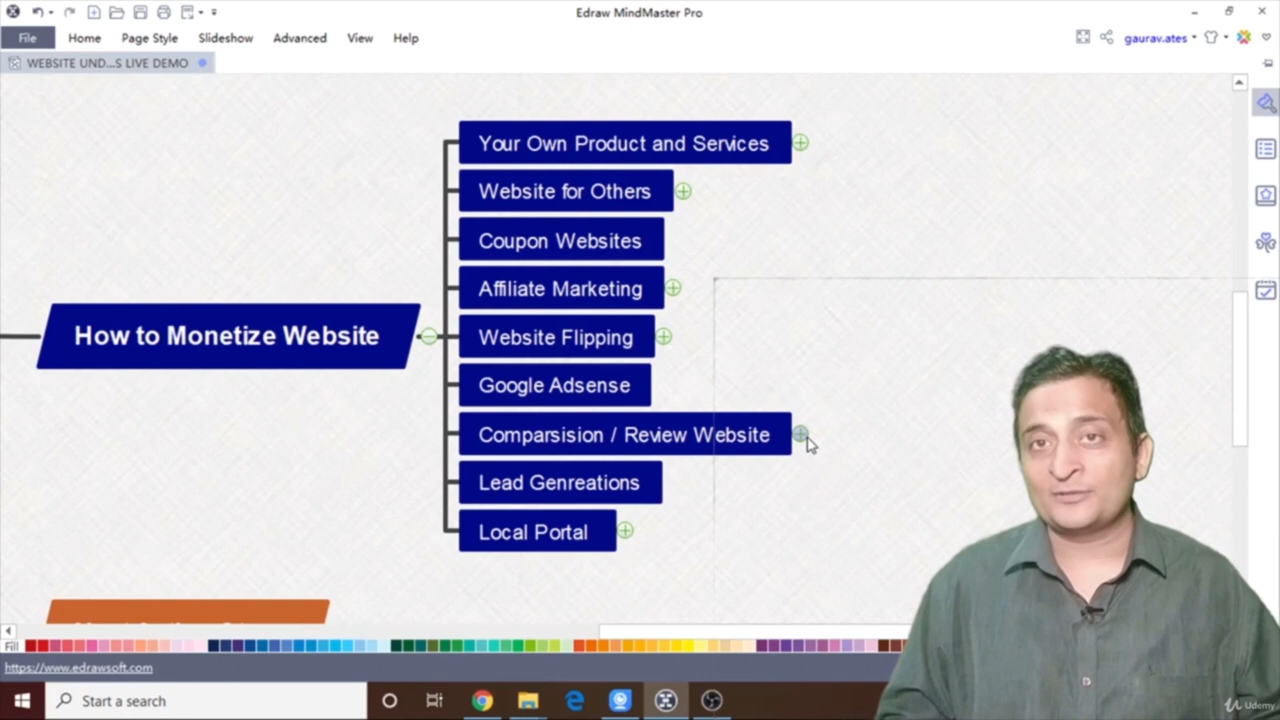 Edraw MindMaster Pro
File Home Page Style Slideshow Advanced View Help
gaurav.ates
WEBSITE UND...S LIVE DEMO
How to Monetize Website
Your Own Product and Services
Website for Others
Coupon Websites
Affiliate Marketing
Website Flipping
Google Adsense
Comparsision / Review Website
Lead Genreations
Local Portal
Fill
https://www.edrawsoft.com
Start a search
Udemy